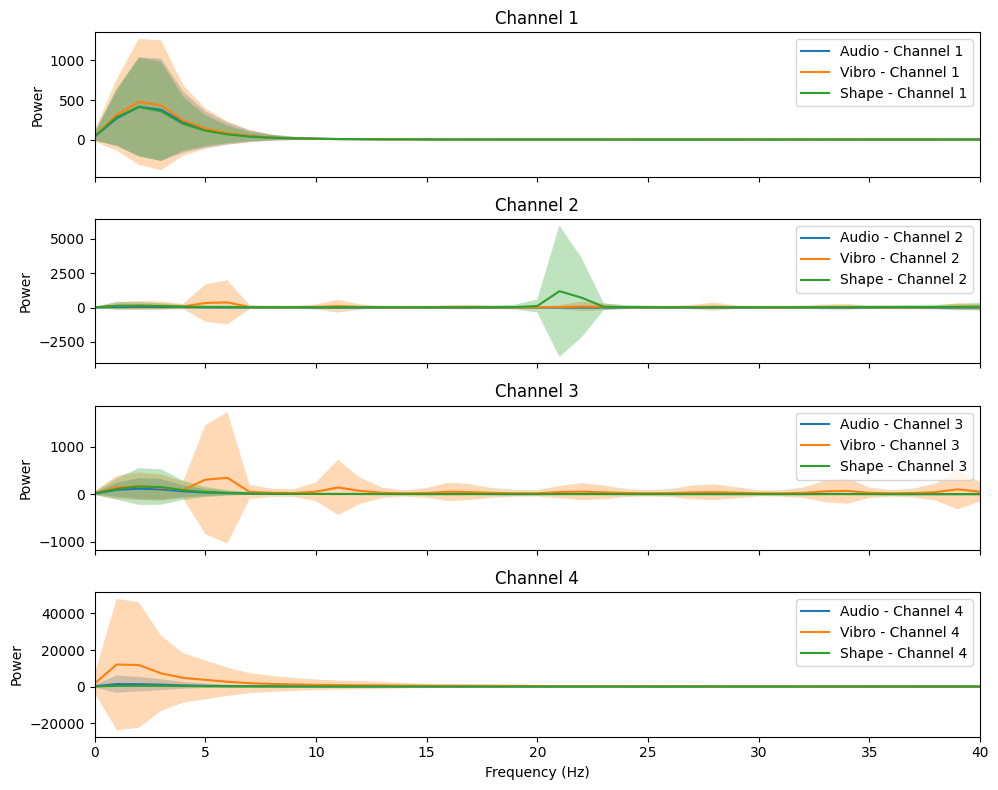 Channel 1
Power
1000
500
0
Audio - Channel 1
Vibro - Channel 1
Shape - Channel 1
Channel 2
Power
5000
2500
0
−2500
Audio - Channel 2
Vibro - Channel 2
Shape - Channel 2
Channel 3
Power
1000
0
−1000
Audio - Channel 3
Vibro - Channel 3
Shape - Channel 3
Channel 4
Power
40000
20000
0
−20000
Audio - Channel 4
Vibro - Channel 4
Shape - Channel 4
0 5 10 15 20 25 30 35 40
Frequency (Hz)